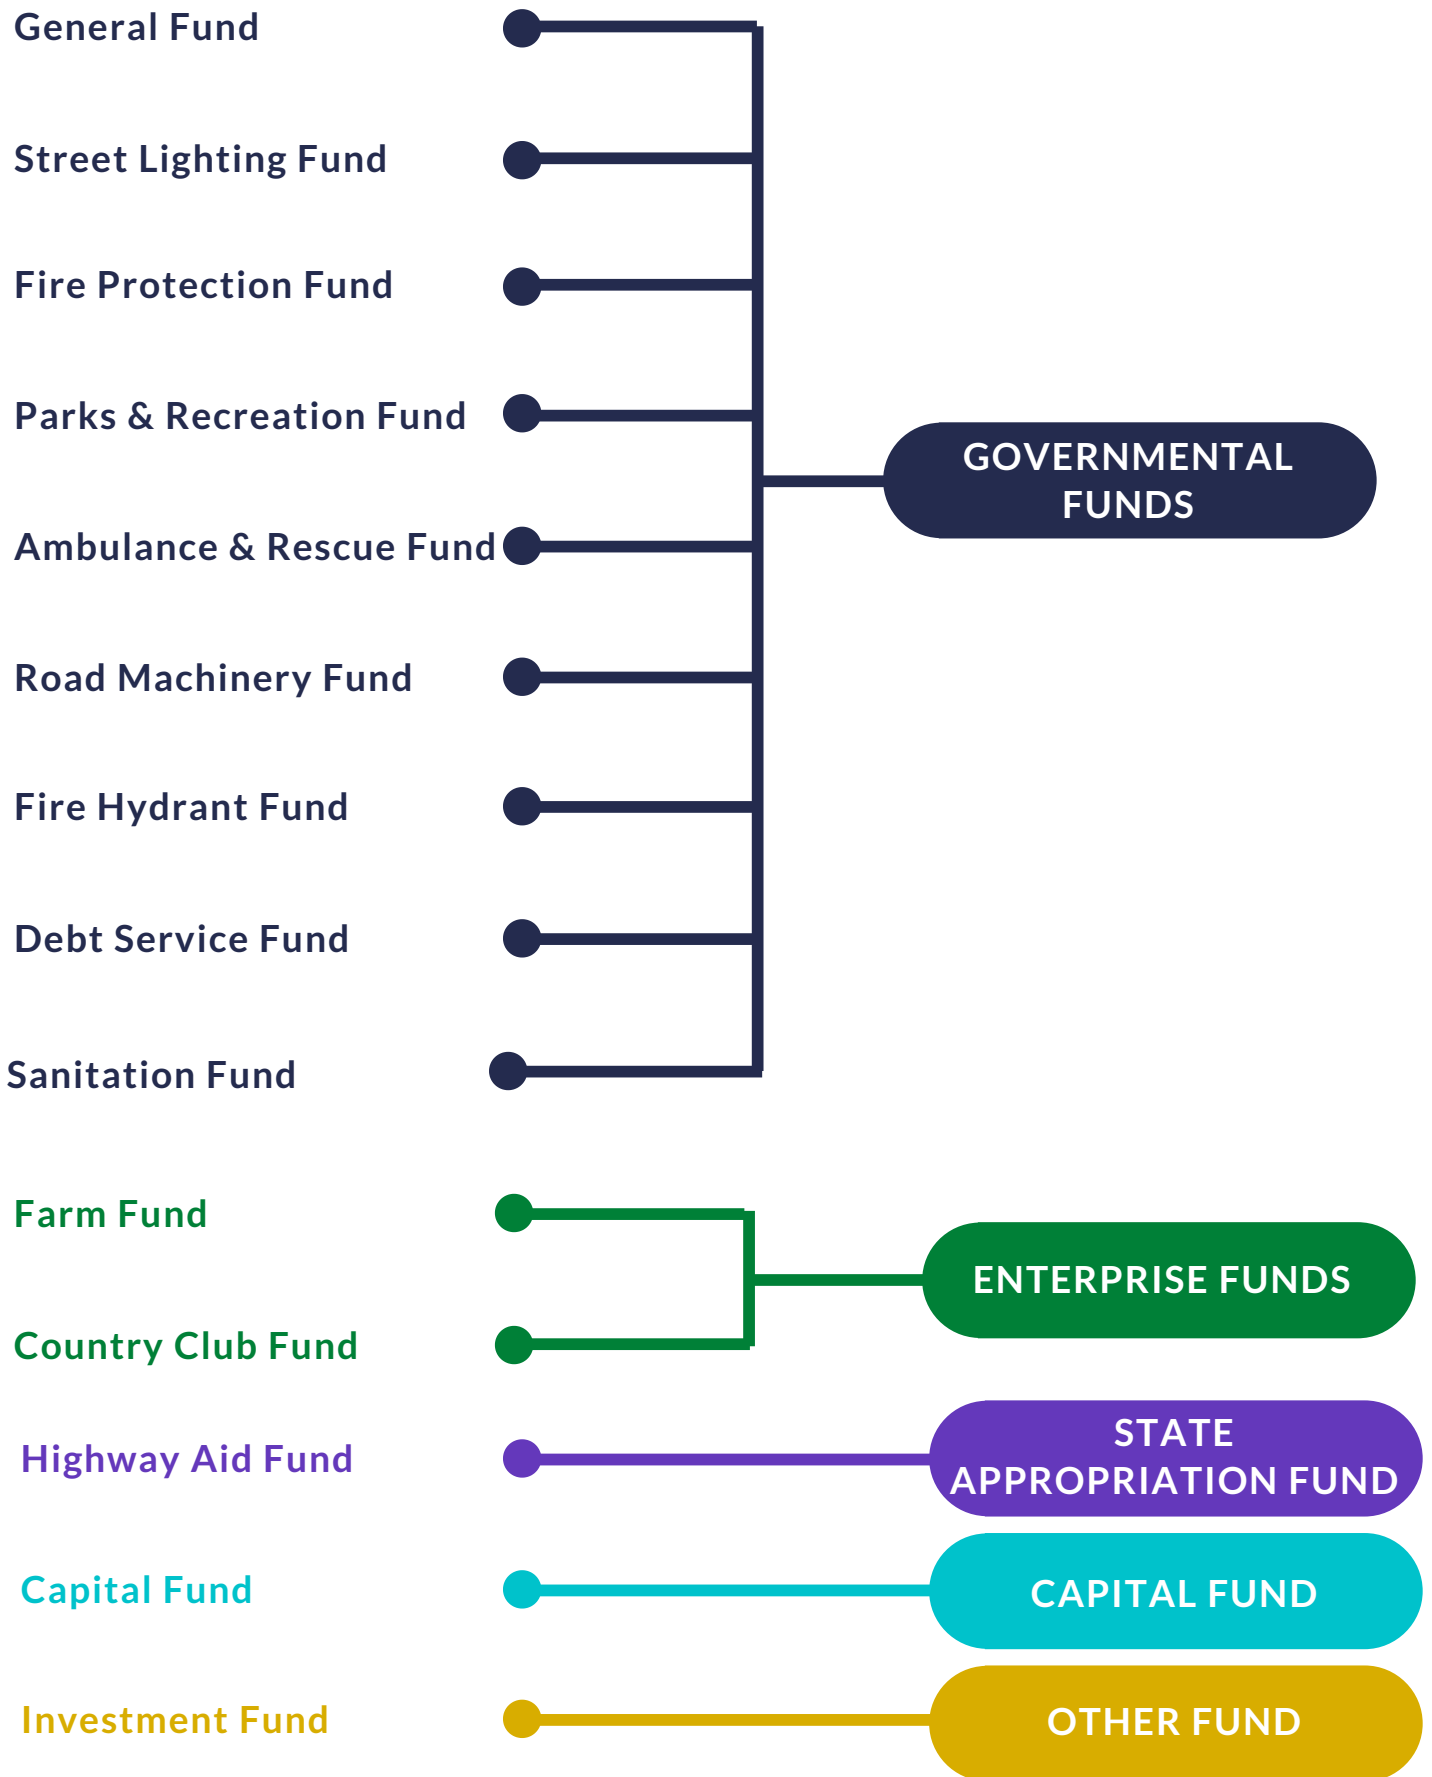 General Fund
Street Lighting Fund
Fire Protection Fund
Parks & Recreation Fund
GOVERNMENTAL
FUNDS
Ambulance & Rescue Fund
Road Machinery Fund
Fire Hydrant Fund
Debt Service Fund
Sanitation Fund
Farm Fund
ENTERPRISE FUNDS
Country Club Fund
Highway Aid Fund
STATE
APPROPRIATION FUND
Capital Fund
CAPITAL FUND
Investment Fund
OTHER FUND